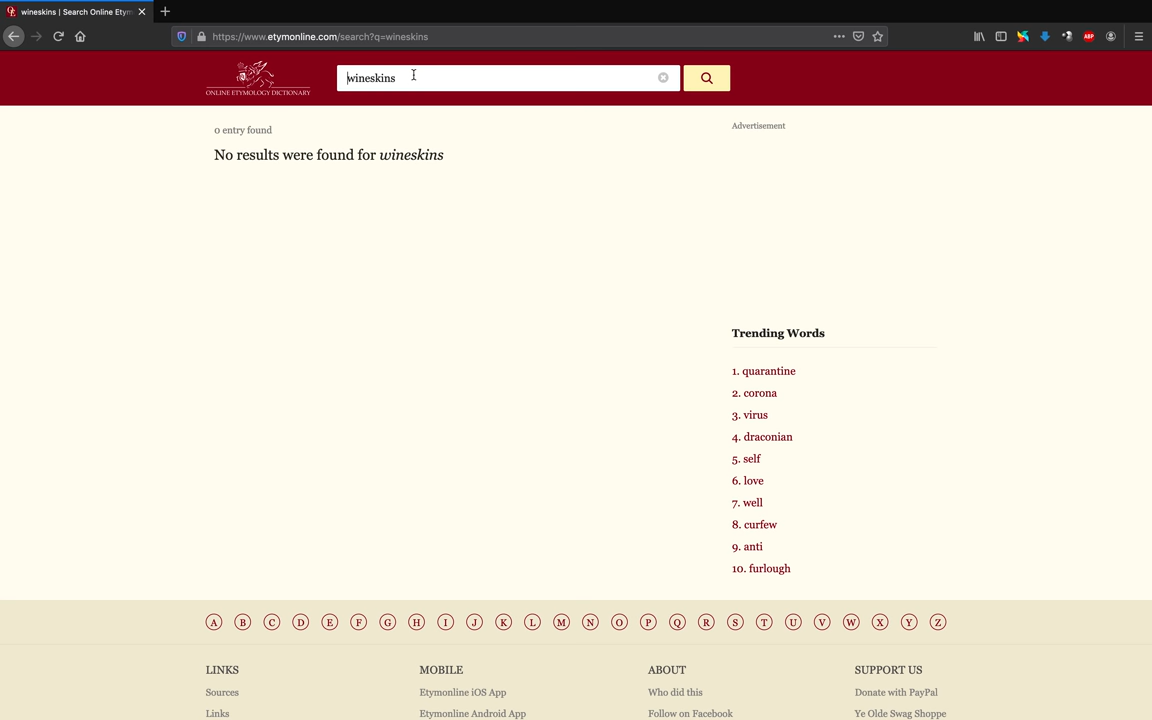 wineskins | Search Online Etym
https://www.etymonline.com/search?q=wineskins
ABP
ONLINE ETYMOLOGY DICTIONARY
wineskins
0 entry found
Advertisement
No results were found for wineskins
Trending Words
1. quarantine
2. corona
3. virus
4. draconian
5. self
6. love
7. well
8. curfew
9. anti
10. furlough
A B C D E F G H I J K L M N O P Q R S T U V W X Y Z
LINKS MOBILE ABOUT SUPPORT US
Sources Etymonline iOS App Who did this Donate with PayPal
Links Etymonline Android App Follow on Facebook Ye Olde Swag Shoppe